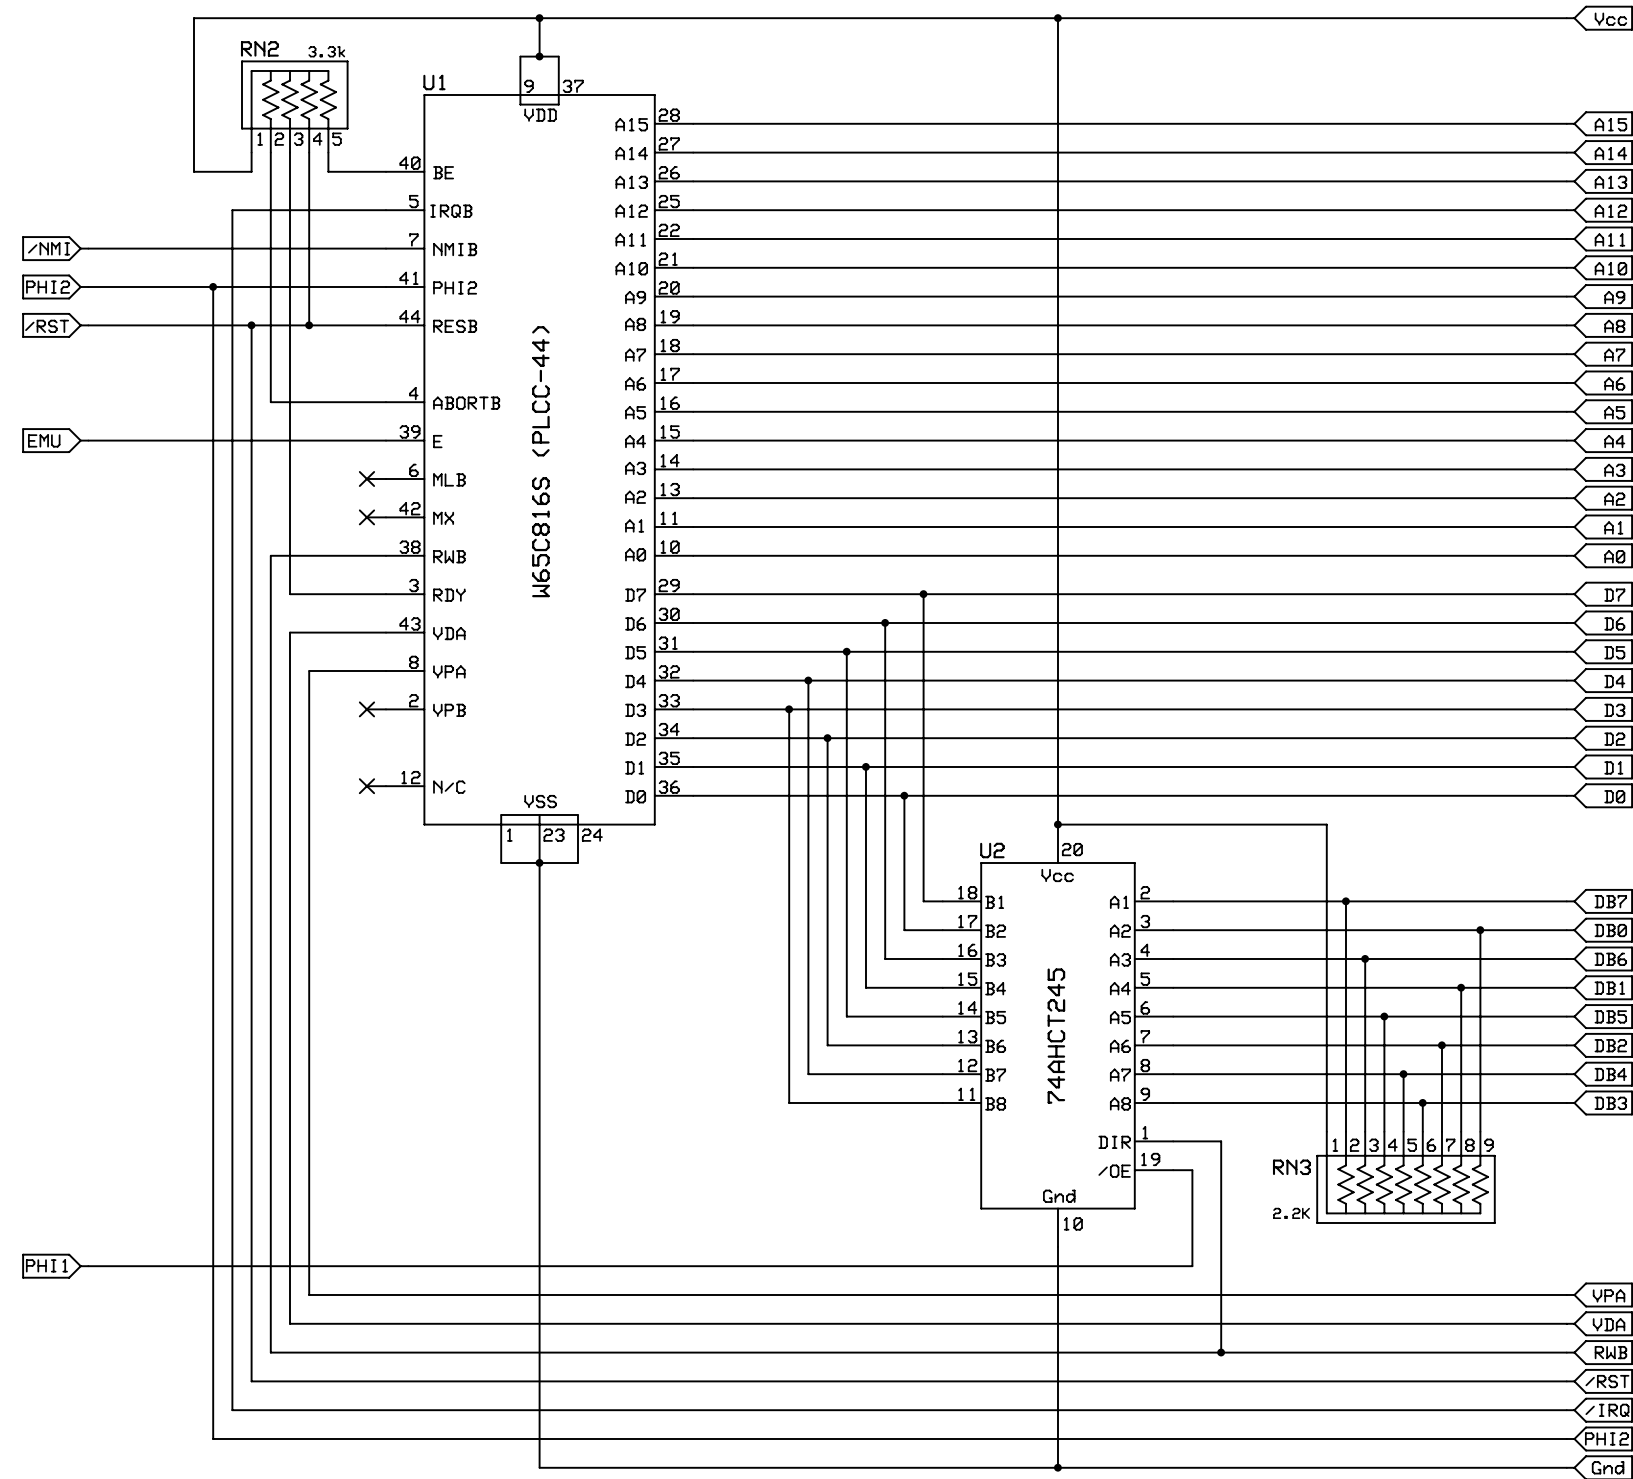 Vcc
RN2 3.3k
1 2 3 4 5
U1
9 37
VDD
W65C816S (PLCC-44)
40 BE
5 IRQB
/NMI 7 NMIB
PHI2 41 PHI2
/RST 44 RESB
4 ABORTB
EMU 39 E
6 MLB
42 MX
38 RWB
3 RDY
43 VDA
8 VPA
2 VPB
12 N/C
VSS
1 23 24
A15 28 A15
A14 27 A14
A13 26 A13
A12 25 A12
A11 22 A11
A10 21 A10
A9 20 A9
A8 19 A8
A7 18 A7
A6 17 A6
A5 16 A5
A4 15 A4
A3 14 A3
A2 13 A2
A1 11 A1
A0 10 A0
D7 29 D7
D6 30 D6
D5 31 D5
D4 32 D4
D3 33 D3
D2 34 D2
D1 35 D1
D0 36 D0
U2 20
Vcc
74AHCT245
18 B1 A1 2 DB7
17 B2 A2 3 DB0
16 B3 A3 4 DB6
15 B4 A4 5 DB1
14 B5 A5 6 DB5
13 B6 A6 7 DB2
12 B7 A7 8 DB4
11 B8 A8 9 DB3
DIR 1
/OE 19
Gnd
10
1 2 3 4 5 6 7 8 9
RN3
2.2K
PHI1
VPA
VDA
RWB
/RST
/IRQ
PHI2
Gnd